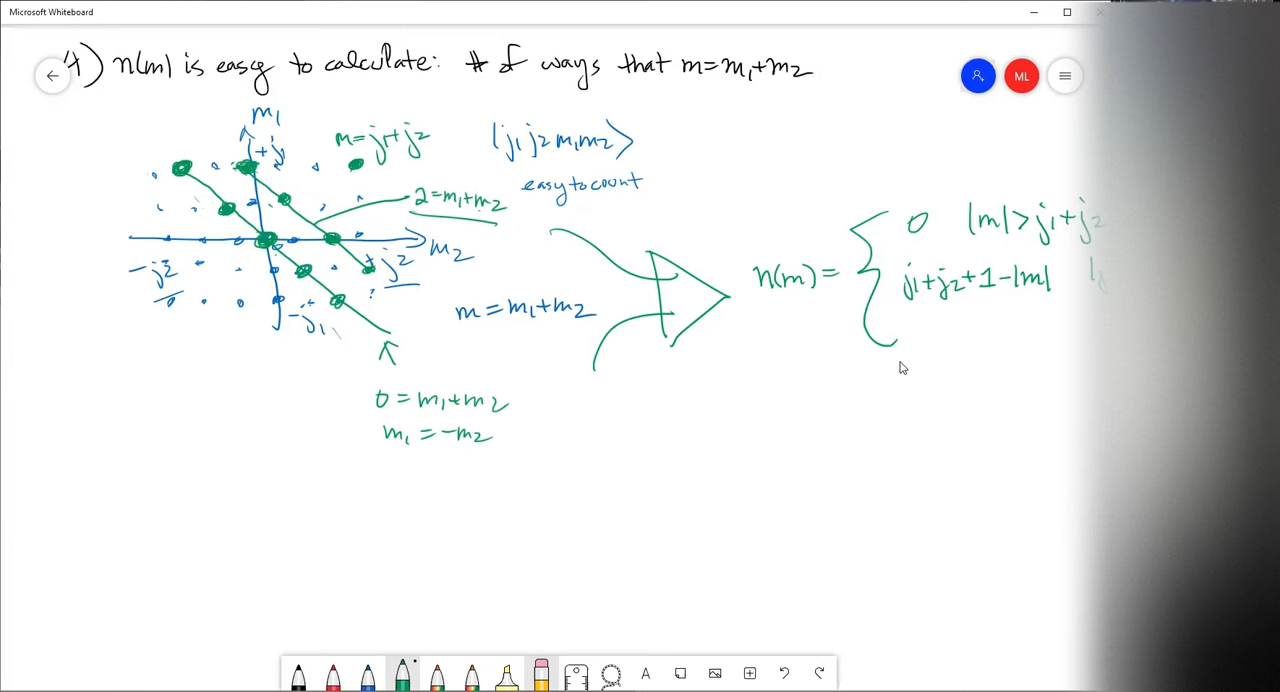 Microsoft Whiteboard
4) n(m) is easy to calculate: # of ways that m=m1+m2
ML
m1
+j1
m=j1+j2
|j1 j2 m1 m2>
easy to count
2=m1+m2
m2
-j2
+j2
-j1
m = m1+m2
n(m) =
0 |m|>j1+j2
j1+j2+1-|m|
0 = m1+m2
m1 = -m2
A